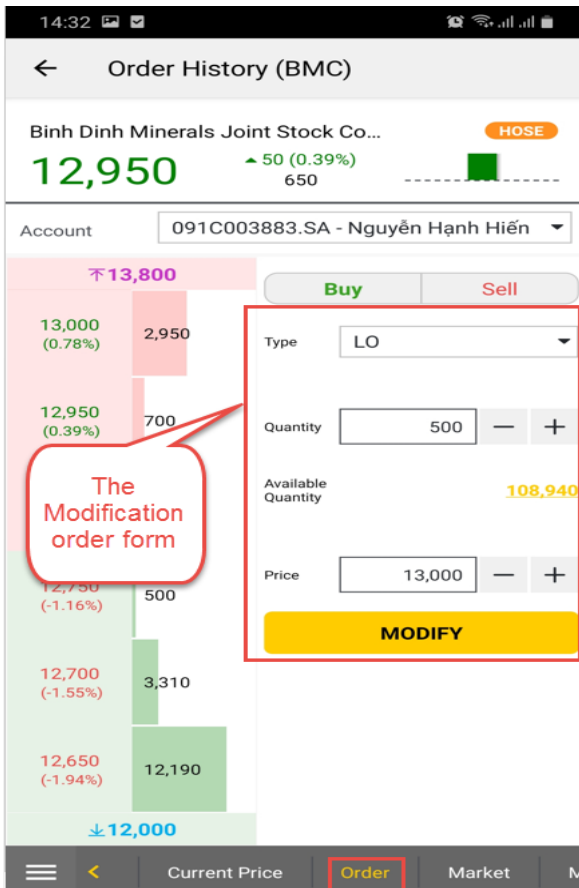 14:32
Order History (BMC)
Binh Dinh Minerals Joint Stock Co...
HOSE
12,950
50 (0.39%)
650
Account
091C003883.SA - Nguyễn Hạnh Hiến
13,800
Buy
Sell
13,000
(0.78%)
2,950
Type
LO
12,950
(0.39%)
700
Quantity
500
The
Modification
order form
Available
Quantity
108,940
12,750
(-1.16%)
500
Price
13,000
MODIFY
12,700
(-1.55%)
3,310
12,650
(-1.94%)
12,190
12,000
Current Price
Order
Market
M